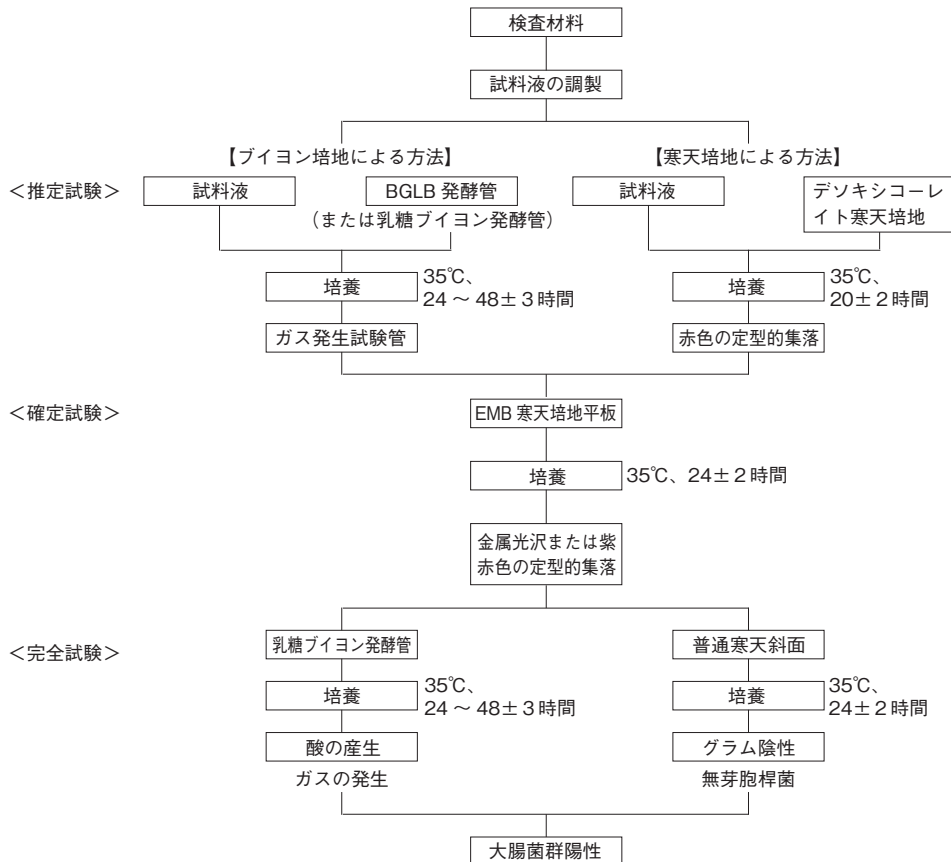 検査材料
試料液の調製
【ブイヨン培地による方法】
【寒天培地による方法】
＜推定試験＞
試料液
BGLB 発酵管
（または乳糖ブイヨン発酵管）
試料液
デソキシコーレ
イト寒天培地
培養
35℃、
24 ～ 48± 3 時間
培養
35℃、
20± 2 時間
ガス発生試験管
赤色の定型的集落
＜確定試験＞
EMB 寒天培地平板
培養
35℃、24± 2 時間
金属光沢または紫
赤色の定型的集落
＜完全試験＞
乳糖ブイヨン発酵管
普通寒天斜面
培養
35℃、
24 ～ 48± 3 時間
培養
35℃、
24± 2 時間
酸の産生
ガスの発生
グラム陰性
無芽胞桿菌
大腸菌群陽性